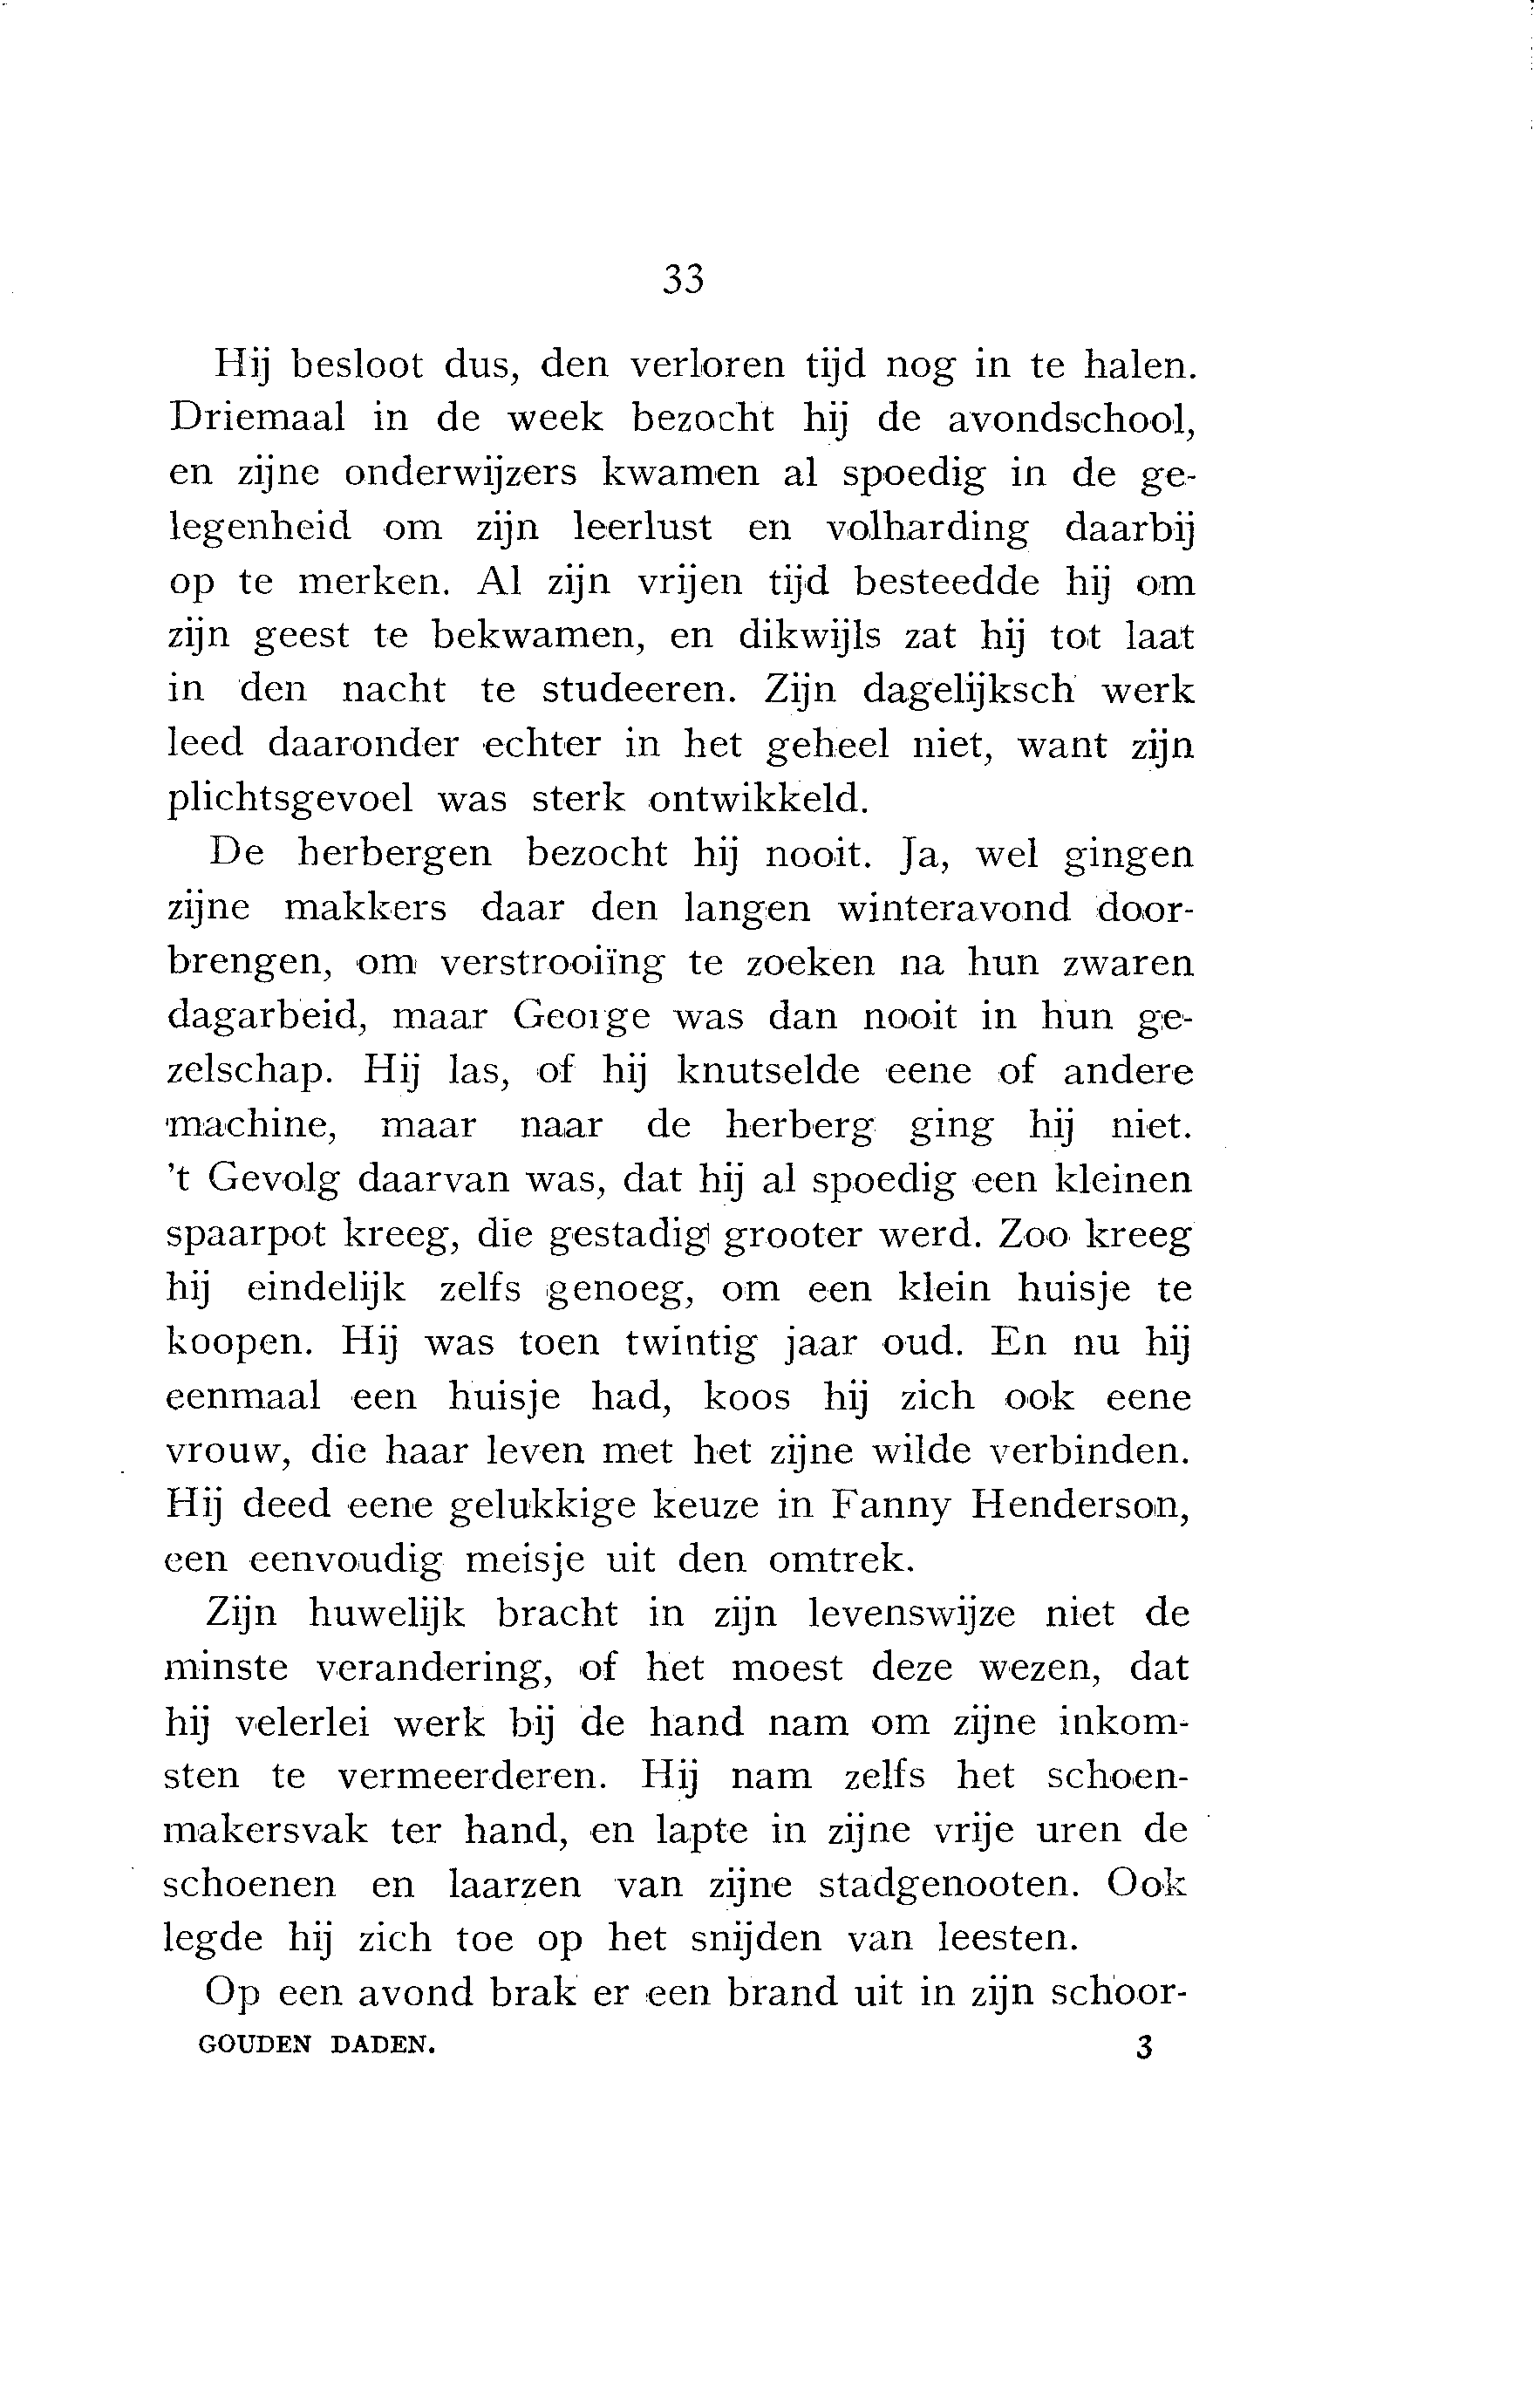 33
Hij besloot dus, den verloren tijd nog in te halen.
Driemaal in de week bezocht hij de avondschool,
en zijne onderwijzers kwamen al spoedig in de ge-
legenheid om zijn leerlust en volharding daarbij
op te merken. Al zijn vrijen tijd besteedde hij om
zijn geest te bekwamen, en dikwijls zat hij tot laat
in den nacht te studeeren. Zijn dagelijksch werk
leed daaronder echter in het geheel niet, want zijn
plichtsgevoel was sterk ontwikkeld.
De herbergen bezocht hij nooit. Ja, wel gingen
zijne makkers daar den langen winteravond door-
brengen, om verstrooiïng te zoeken na hun zwaren
dagarbeid, maar George was dan nooit in hun ge-
zelschap. Hij las, of hij knutselde eene of andere
machine, maar naar de herberg ging hij niet.
't Gevolg daarvan was, dat hij al spoedig een kleinen
spaarpot kreeg, die gestadig grooter werd. Zoo kreeg
hij eindelijk zelfs genoeg, om een klein huisje te
koopen. Hij was toen twintig jaar oud. En nu hij
eenmaal een huisje had, koos hij zich ook eene
vrouw, die haar leven met het zijne wilde verbinden.
Hij deed eene gelukkige keuze in Fanny Henderson,
een eenvoudig meisje uit den omtrek.
Zijn huwelijk bracht in zijn levenswijze niet de
minste verandering, of het moest deze wezen, dat
hij velerlei werk bij de hand nam om zijne inkom-
sten te vermeerderen. Hij nam zelfs het schoen-
makersvak ter hand, en lapte in zijne vrije uren de
schoenen en laarzen van zijne stadgenooten. Ook
legde hij zich toe op het snijden van leesten.
Op een avond brak er een brand uit in zijn schoor-
GOUDEN DADEN. 3